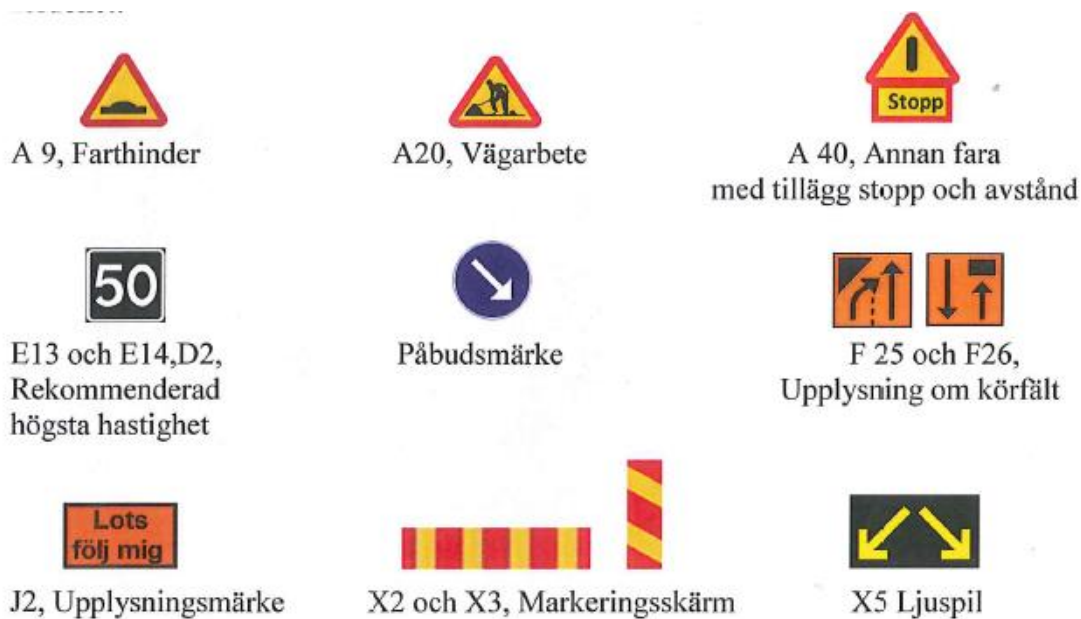 Stopp
A 9, Farthinder
A20, Vägarbete
A 40, Annan fara
med tillägg stopp och avstånd
50
E13 och E14,D2,
Rekommenderad
högsta hastighet
Påbudsmärke
F 25 och F26,
Upplysning om körfält
Lots
följ mig
J2, Upplysningsmärke
X2 och X3, Markeringsskärm
X5 Ljuspil